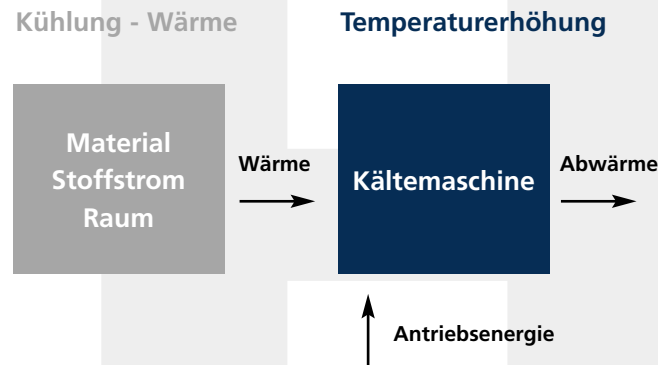 Kühlung - Wärme
Temperaturerhöhung
Material
Stoffstrom
Raum
Wärme
Kältemaschine
Abwärme
Antriebsenergie